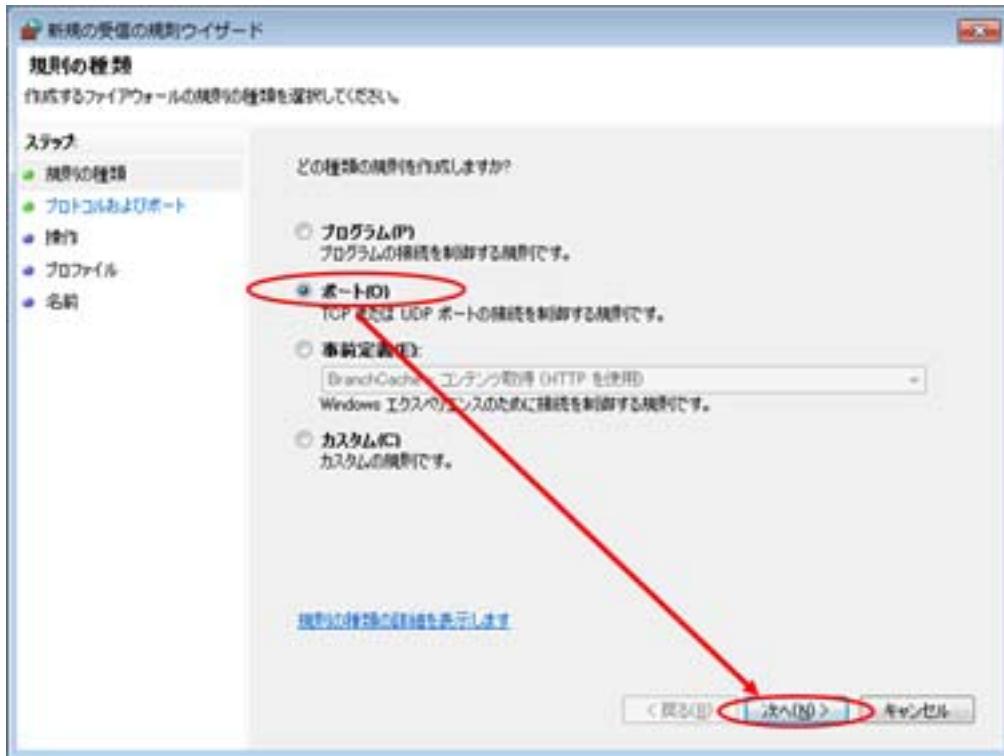 新規の受信の規則ウイザード
規則の種類
作成するファイアウォールの規則の種類を選択してください。
ステップ:
規則の種類
プロトコルおよびポート
操作
プロファイル
名前
どの種類の規則を作成しますか?
プログラム(P)
プログラムの接続を制御する規則です。
ポート(O)
TCP または UDP ポートの接続を制御する規則です。
事前定義(E):
BranchCache - コンテンツ取得 (HTTP を使用)
Windows エクスペリエンスのために接続を制御する規則です。
カスタム(C)
カスタムの規則です。
規則の種類の詳細を表示します
< 戻る(B)
次へ(N) >
キャンセル